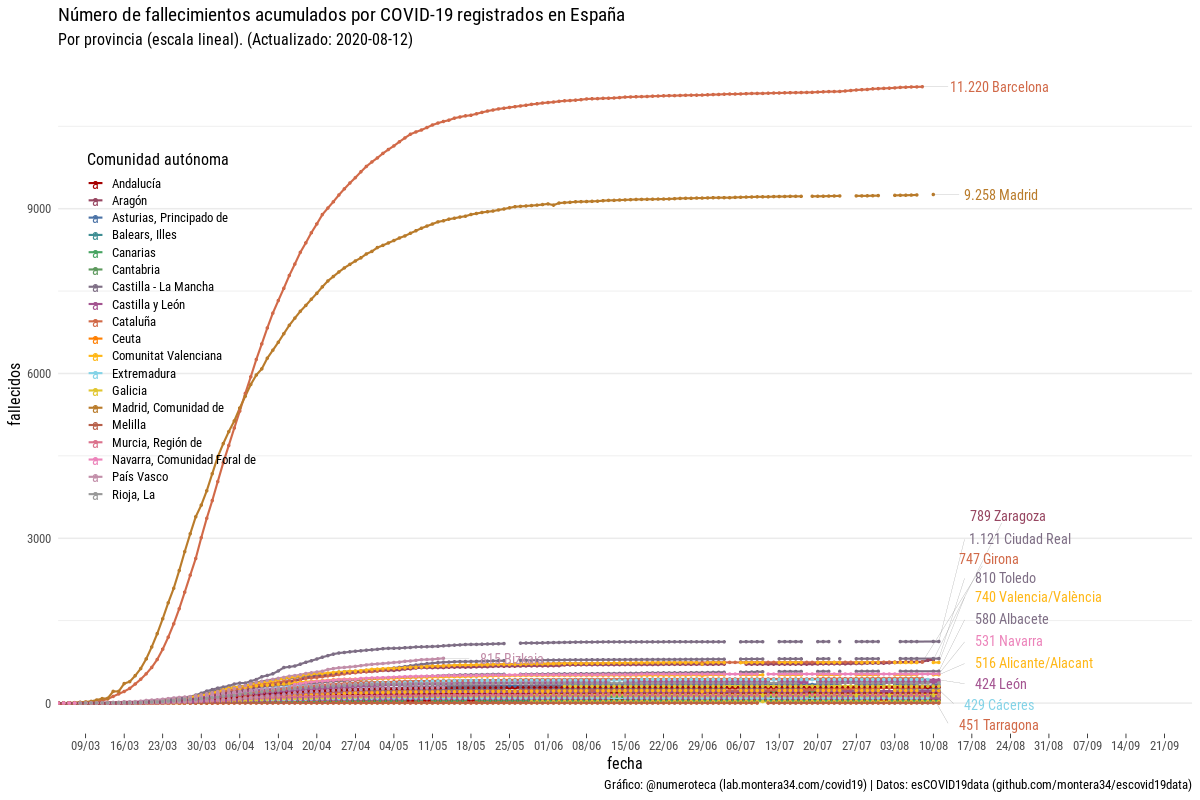 Número de fallecimientos acumulados por COVID-19 registrados en España
Por provincia (escala lineal). (Actualizado: 2020-08-12)
11.220 Barcelona
9.258 Madrid
Comunidad autónoma
Andalucía
Aragón
Asturias, Principado de
Balears, Illes
Canarias
Cantabria
Castilla - La Mancha
Castilla y León
Cataluña
Ceuta
Comunitat Valenciana
Extremadura
Galicia
Madrid, Comunidad de
Melilla
Murcia, Región de
Navarra, Comunidad Foral de
País Vasco
Rioja, La
9000
6000
3000
0
fallecidos
789 Zaragoza
1.121 Ciudad Real
747 Girona
810 Toledo
740 Valencia/València
580 Albacete
531 Navarra
815 Bizkaia
516 Alicante/Alacant
424 León
429 Cáceres
451 Tarragona
09/03 16/03 23/03 30/03 06/04 13/04 20/04 27/04 04/05 11/05 18/05 25/05 01/06 08/06 15/06 22/06 29/06 06/07 13/07 20/07 27/07 03/08 10/08 17/08 24/08 31/08 07/09 14/09 21/09
fecha
Gráfico: @numeroteca (lab.montera34.com/covid19) | Datos: esCOVID19data (github.com/montera34/escovid19data)